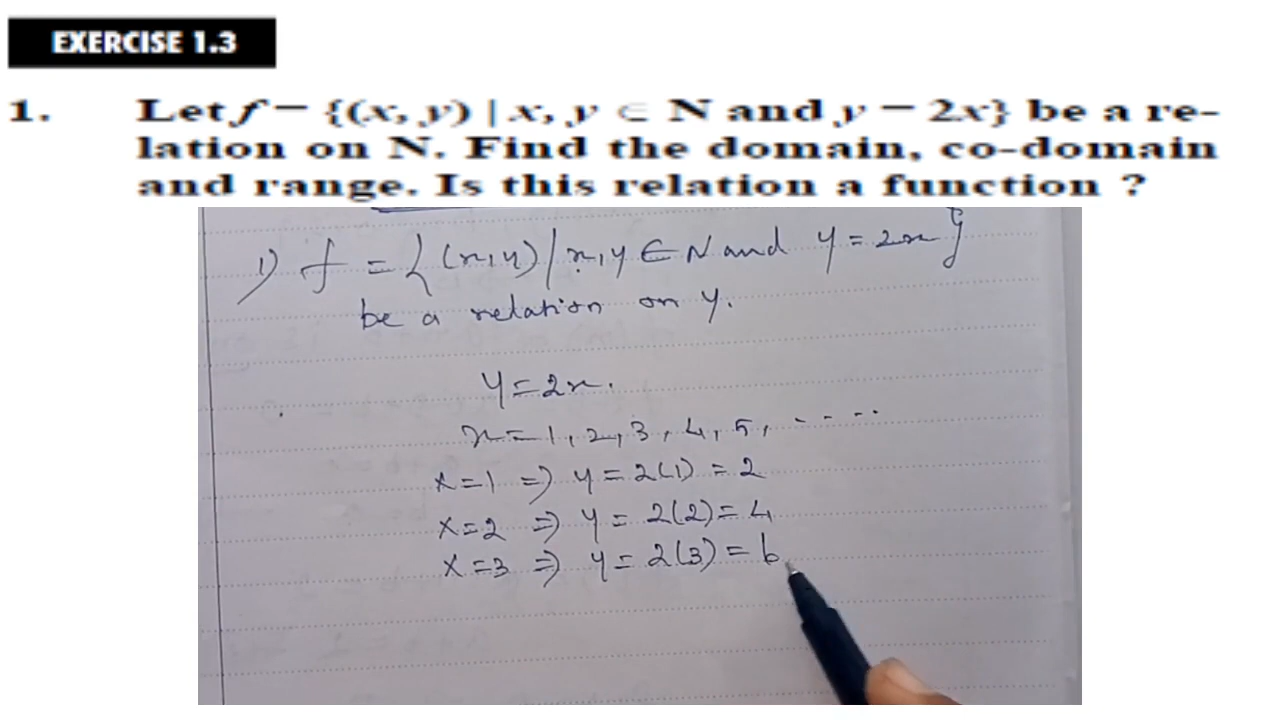 EXERCISE 1.3
1. Let f = {(x, y) | x, y ∈ N and y = 2x} be a re-
lation on N. Find the domain, co-domain
and range. Is this relation a function ?
1) f = {(x,y)/x,y ∈ N and y = 2x}
be a relation on y.
y = 2x.
x = 1, 2, 3, 4, 5, - - - -
x = 1 ⇒ y = 2(1) = 2
x = 2 ⇒ y = 2(2) = 4
x = 3 ⇒ y = 2(3) = 6